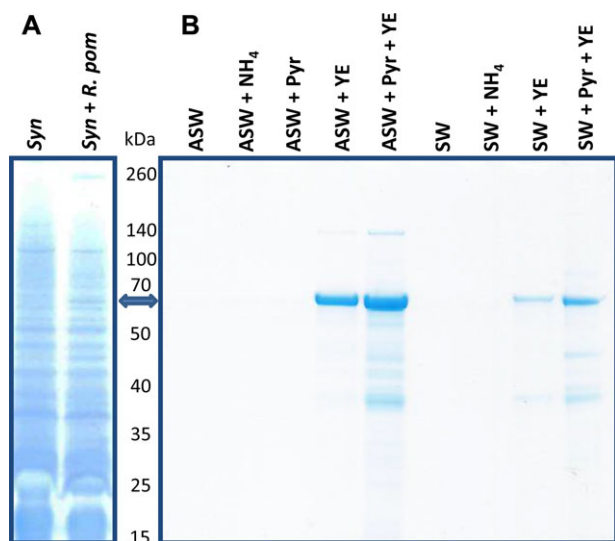 A
Syn
Syn + R. pom
kDa
260
140
100
70
50
40
35
25
15
B
ASW
ASW + NH4
ASW + Pyr
ASW + YE
ASW + Pyr + YE
SW
SW + NH4
SW + YE
SW + Pyr + YE